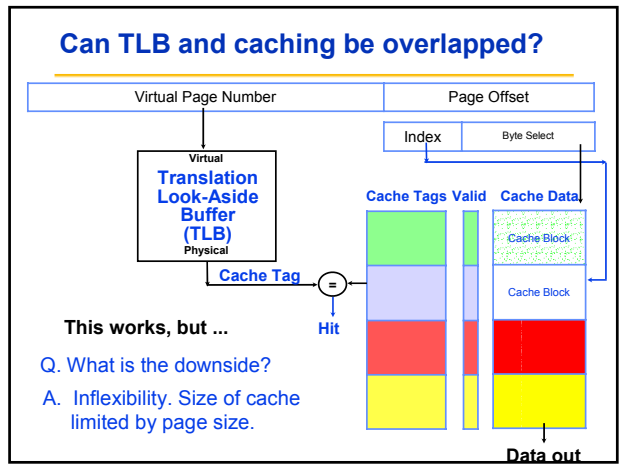 Can TLB and caching be overlapped?
Virtual Page Number
Page Offset
Index
Byte Select
Virtual
Translation
Look-Aside
Buffer
(TLB)
Physical
Cache Tags Valid Cache Data
Cache Block
Cache Tag
=
Cache Block
Hit
This works, but ...
Q. What is the downside?
A. Inflexibility. Size of cache
limited by page size.
Data out